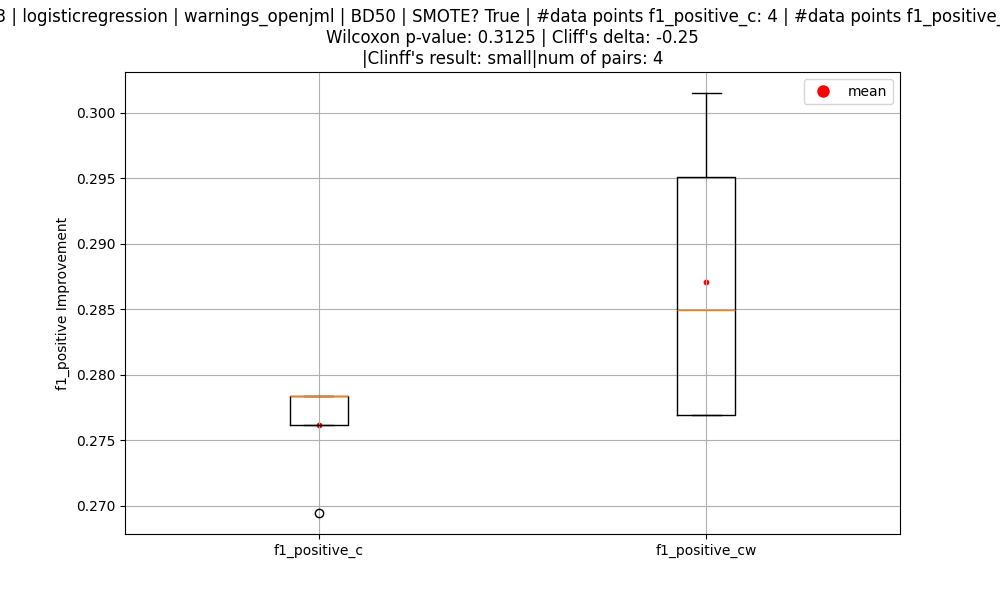 3 | logisticregression | warnings_openjml | BD50 | SMOTE? True | #data points f1_positive_c: 4 | #data points f1_positive_
Wilcoxon p-value: 0.3125 | Cliff's delta: -0.25
|Clinff's result: small|num of pairs: 4
mean
0.300
0.295
0.290
0.285
0.280
0.275
0.270
f1_positive Improvement
f1_positive_c
f1_positive_cw